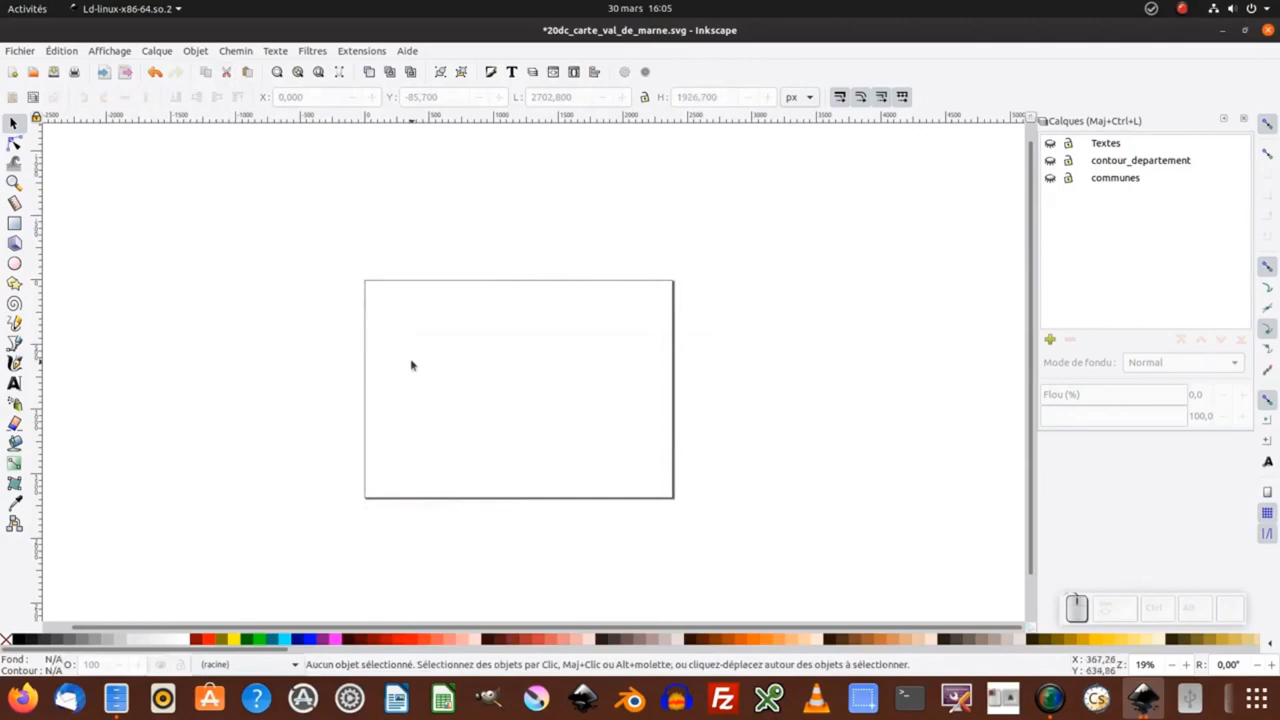 Activités Ld-linux-x86-64.so.2 30 mars 16:05
*20dc_carte_val_de_marne.svg - Inkscape
Fichier Édition Affichage Calque Objet Chemin Texte Filtres Extensions Aide
X: 0,000 Y: -85,700 L: 2702,800 H: 1926,700 px
Calques (Maj+Ctrl+L)
Textes
contour_departement
communes
Mode de fondu : Normal
Flou (%) 0,0
100,0
Ctrl Alt
Fond : N/A
Contour : N/A
O: 100
(racine)
Aucun objet sélectionné. Sélectionnez des objets par Clic, Maj+Clic ou Alt+molette, ou cliquez-déplacez autour des objets à sélectionner.
X: 367,26
Y: 634,86
Z: 19%
R: 0,00°